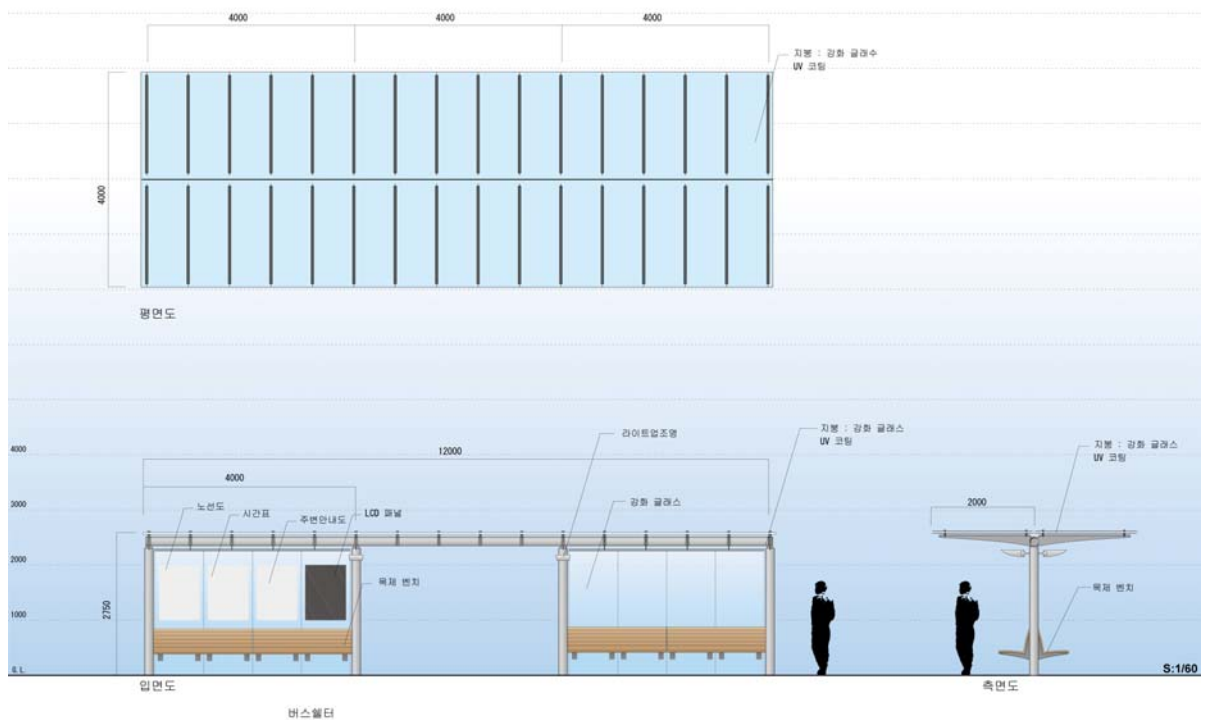 4000 4000 4000
지붕 : 강화 글래수
UV 코팅
4000
평면도
라이트업조명
지붕 : 강화 글래스
UV 코팅
지붕 : 강화 글래스
UV 코팅
4000
12000
4000
강화 글래스
2000
3000
노선도
시간표
주변안내도
LCD 패널
2000
목제 벤치
목제 벤치
1000
2750
G.L.
S:1/60
입면도
측면도
버스쉘터